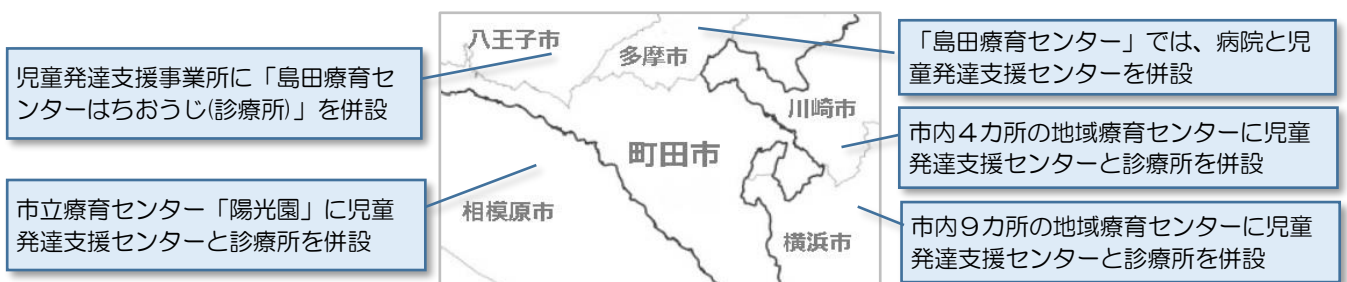 児童発達支援事業所に「島田療育セ
ンターはちおうじ(診療所)」を併設
市立療育センター「陽光園」に児童
発達支援センターと診療所を併設
八王子市
多摩市
川崎市
町田市
相模原市
横浜市
「島田療育センター」では、病院と児
童発達支援センターを併設
市内4カ所の地域療育センターに児童
発達支援センターと診療所を併設
市内9カ所の地域療育センターに児童
発達支援センターと診療所を併設